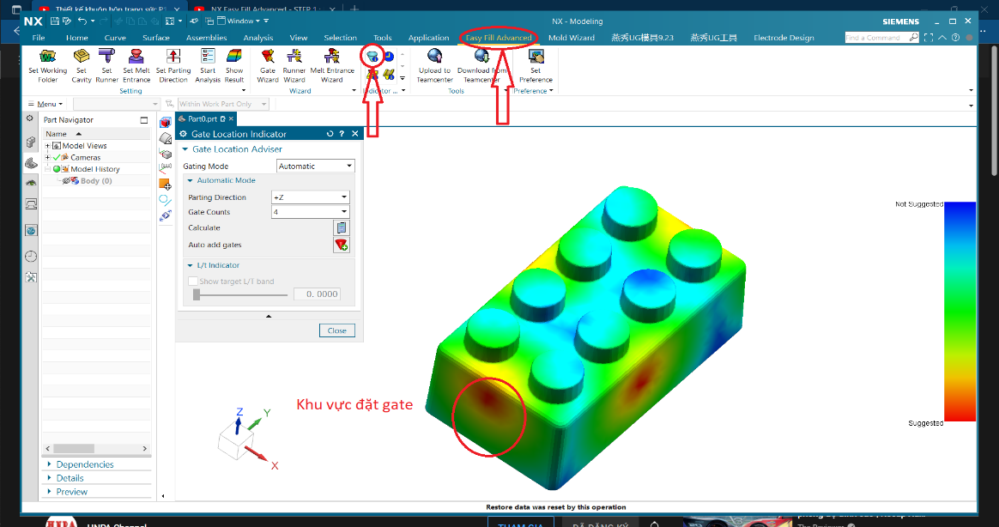 Thiết kế khuôn hộp trang sức P1
NX Easy Fill Advanced - STEP 1
NX
Window
NX - Modeling
SIEMENS
File Home Curve Surface Assemblies Analysis View Selection Tools Application Easy Fill Advanced Mold Wizard 燕秀UG模具9.23 燕秀UG工具 Electrode Design
Find a Command
Set Working Folder
Set Cavity
Set Runner
Set Melt Entrance
Set Parting Direction
Start Analysis
Show Result
Gate Wizard
Runner Wizard
Melt Entrance Wizard
Upload to Teamcenter
Download from Teamcenter
Set Preference
Setting
Wizard
Indicator ...
Tools
Preference
Menu
Within Work Part Only
Part Navigator
Part0.prt
Name
Model Views
Cameras
Model History
Body (0)
Dependencies
Details
Preview
Gate Location Indicator
Gate Location Adviser
Gating Mode Automatic
Automatic Mode
Parting Direction +Z
Gate Counts 4
Calculate
Auto add gates
L/t Indicator
Show target L/T band
0.0000
Close
Not Suggested
Suggested
Khu vực đặt gate
Z
Y
X
Restore data was reset by this operation
HNPA Channel
THAM GIA
ĐÃ ĐĂNG KÝ